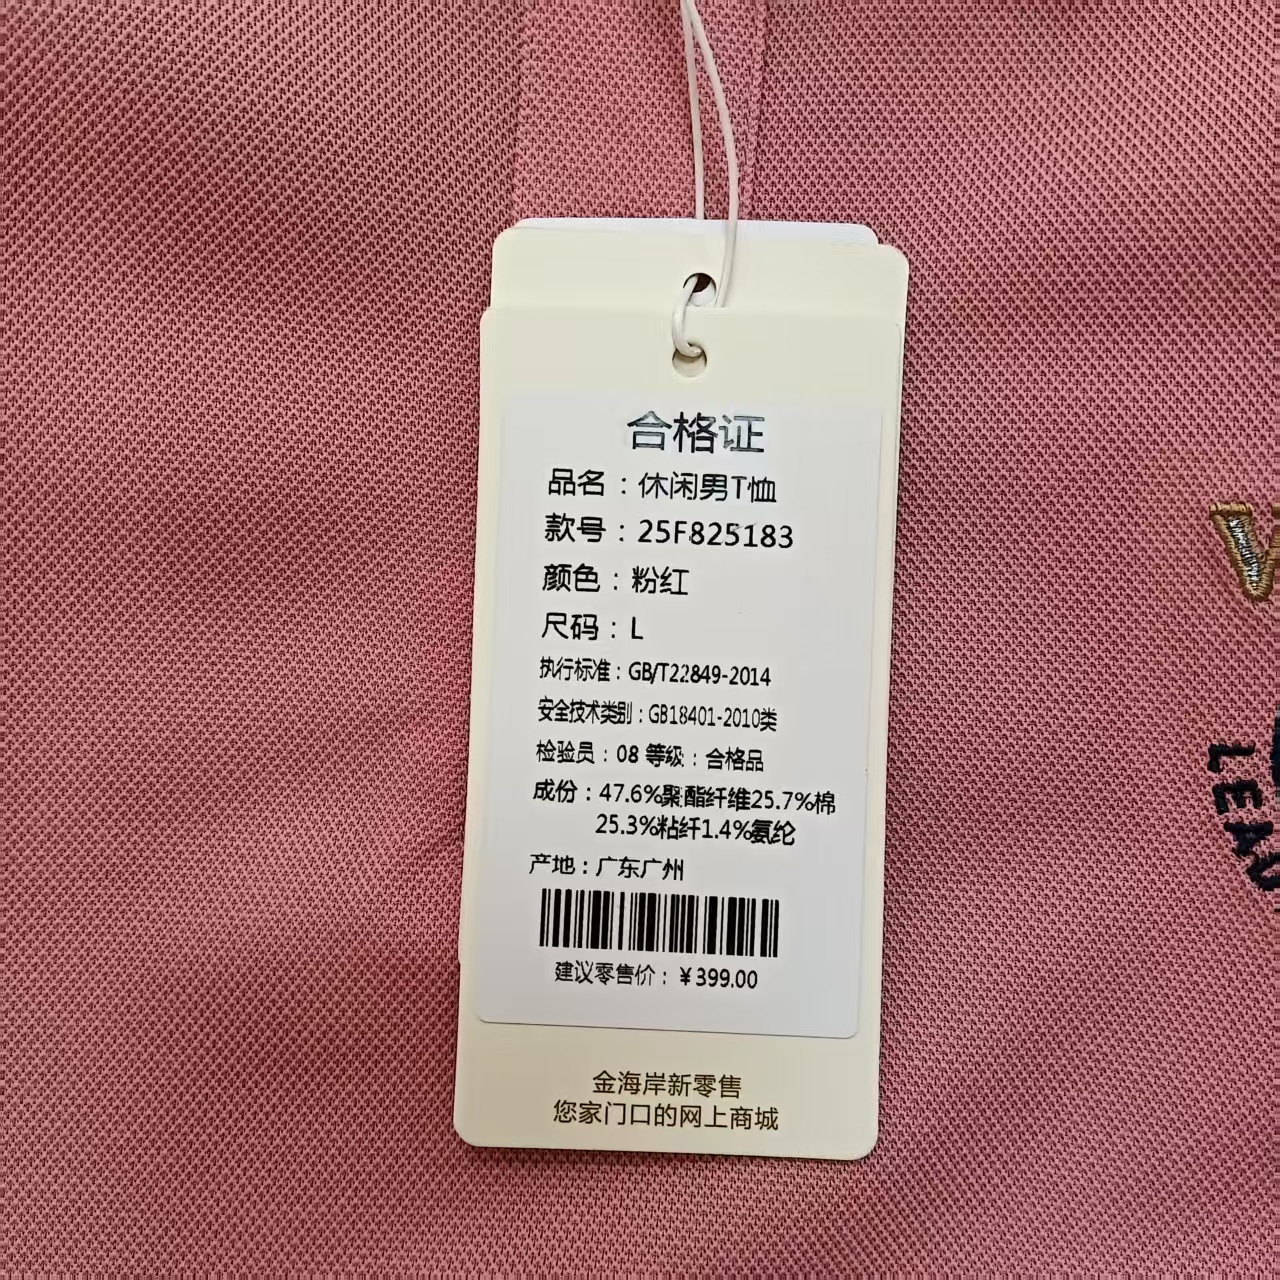 合格证
品名：休闲男T恤
款号：25F825183
颜色：粉红
尺码：L
执行标准：GB/T22849-2014
安全技术类别：GB18401-2010类
检验员：08 等级：合格品
成份：47.6%聚酯纤维25.7%棉
25.3%粘纤1.4%氨纶
产地：广东广州
建议零售价：￥399.00
金海岸新零售
您家门口的网上商城